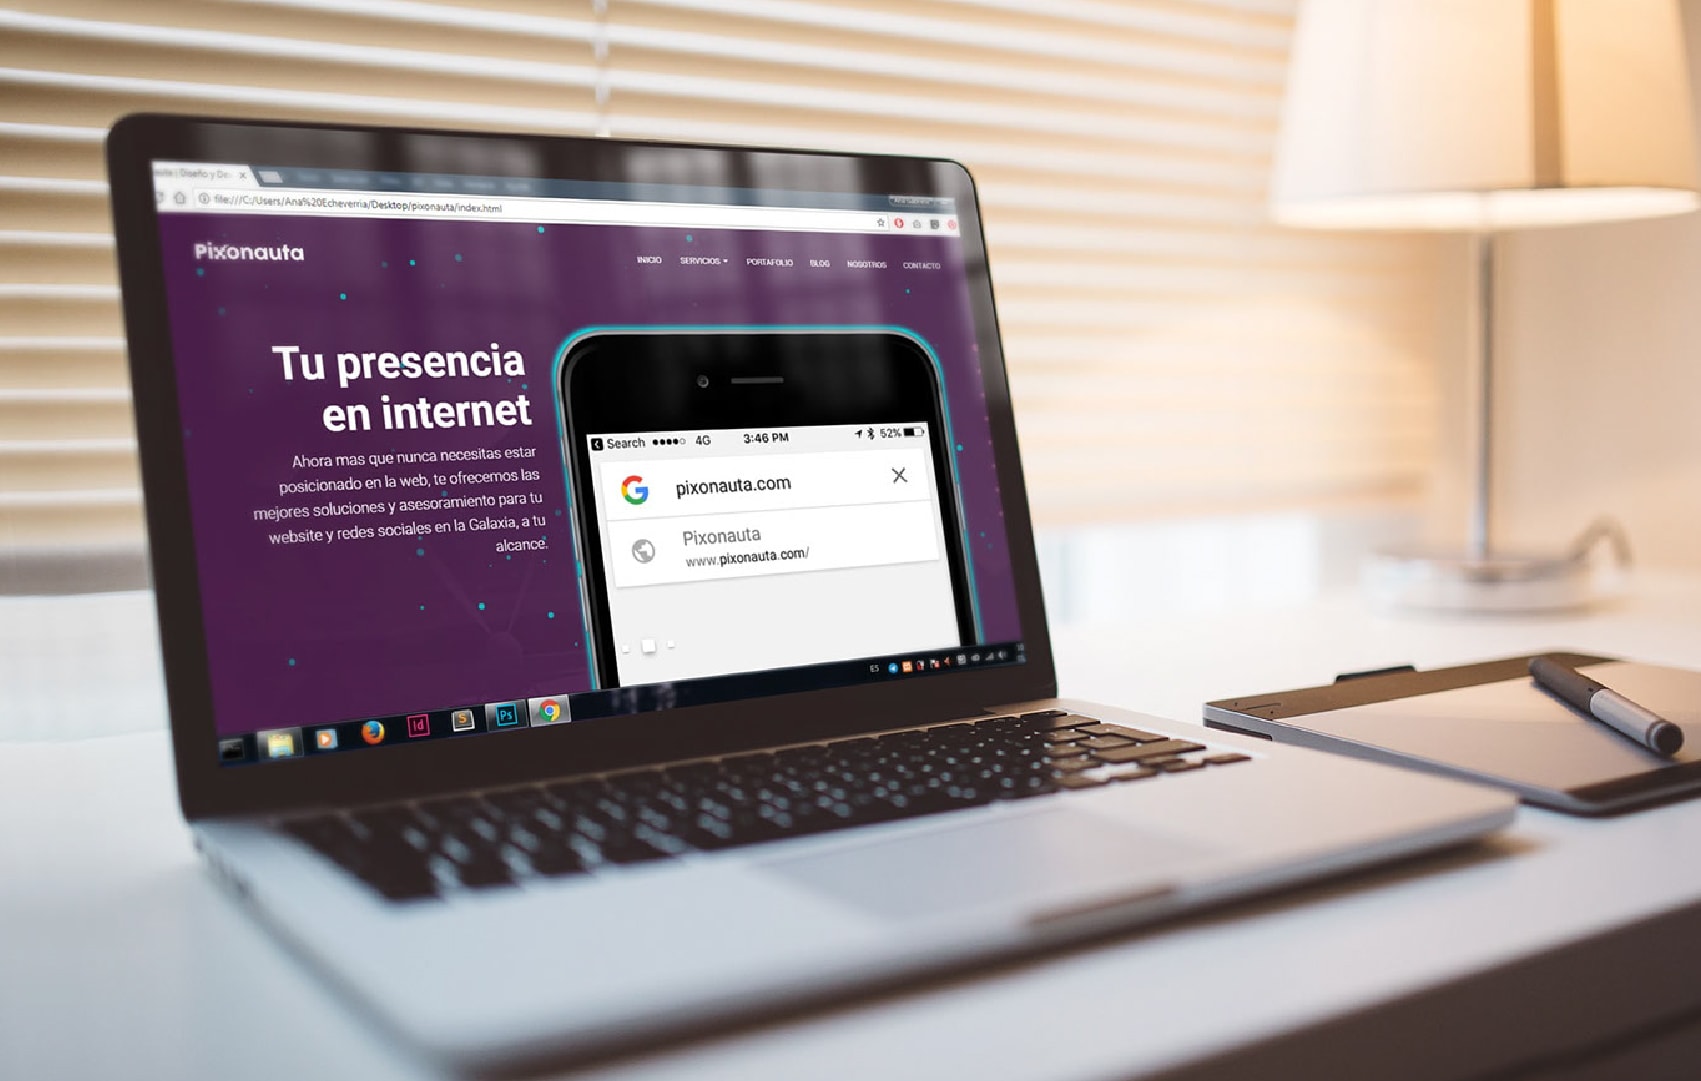 Diseño y De
file:///C:/Users/Ana%20Echeverria/Desktop/pixonauta/index.html
Pixonauta
INICIO SERVICIOS PORTAFOLIO BLOG NOSOTROS CONTACTO
Tu presencia
en internet
Ahora mas que nunca necesitas estar
posicionado en la web, te ofrecemos las
mejores soluciones y asesoramiento para tu
website y redes sociales en la Galaxia, a tu
alcance.
Search 4G 3:46 PM 52%
G pixonauta.com
Pixonauta
www.pixonauta.com/
ES
Id S Ps